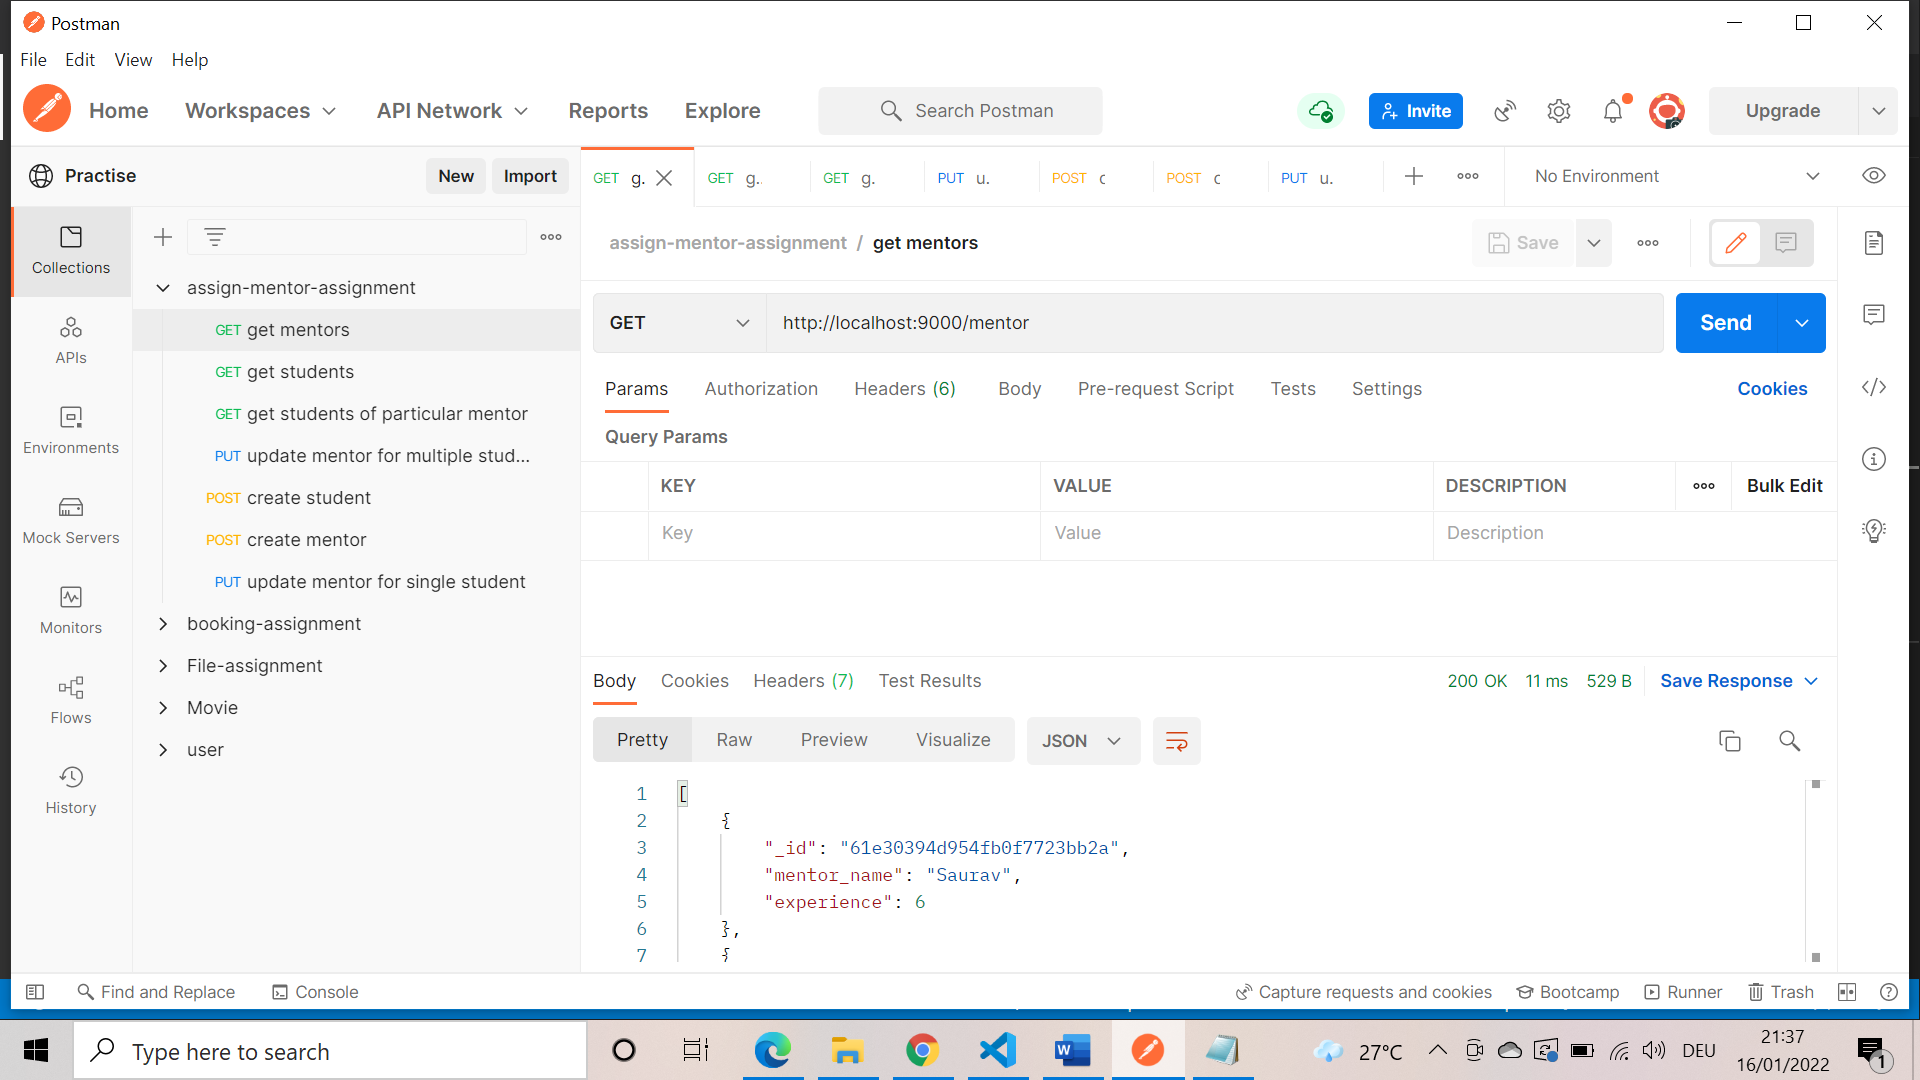 Postman
File Edit View Help
Home Workspaces API Network Reports Explore Search Postman Invite Upgrade
Practise New Import
GET g. GET g.. GET g. PUT u. POST c POST c PUT u. No Environment
Collections
APIs
Environments
Mock Servers
Monitors
Flows
History
assign-mentor-assignment
GET get mentors
GET get students
GET get students of particular mentor
PUT update mentor for multiple stud...
POST create student
POST create mentor
PUT update mentor for single student
booking-assignment
File-assignment
Movie
user
assign-mentor-assignment / get mentors Save
GET http://localhost:9000/mentor Send
Params Authorization Headers (6) Body Pre-request Script Tests Settings Cookies
Query Params
KEY VALUE DESCRIPTION Bulk Edit
Key Value Description
Body Cookies Headers (7) Test Results 200 OK 11 ms 529 B Save Response
Pretty Raw Preview Visualize JSON
1 [
2 {
3 "_id": "61e30394d954fb0f7723bb2a",
4 "mentor_name": "Saurav",
5 "experience": 6
6 },
7 {
Find and Replace Console Capture requests and cookies Bootcamp Runner Trash
Type here to search 27°C DEU 21:37
16/01/2022 1